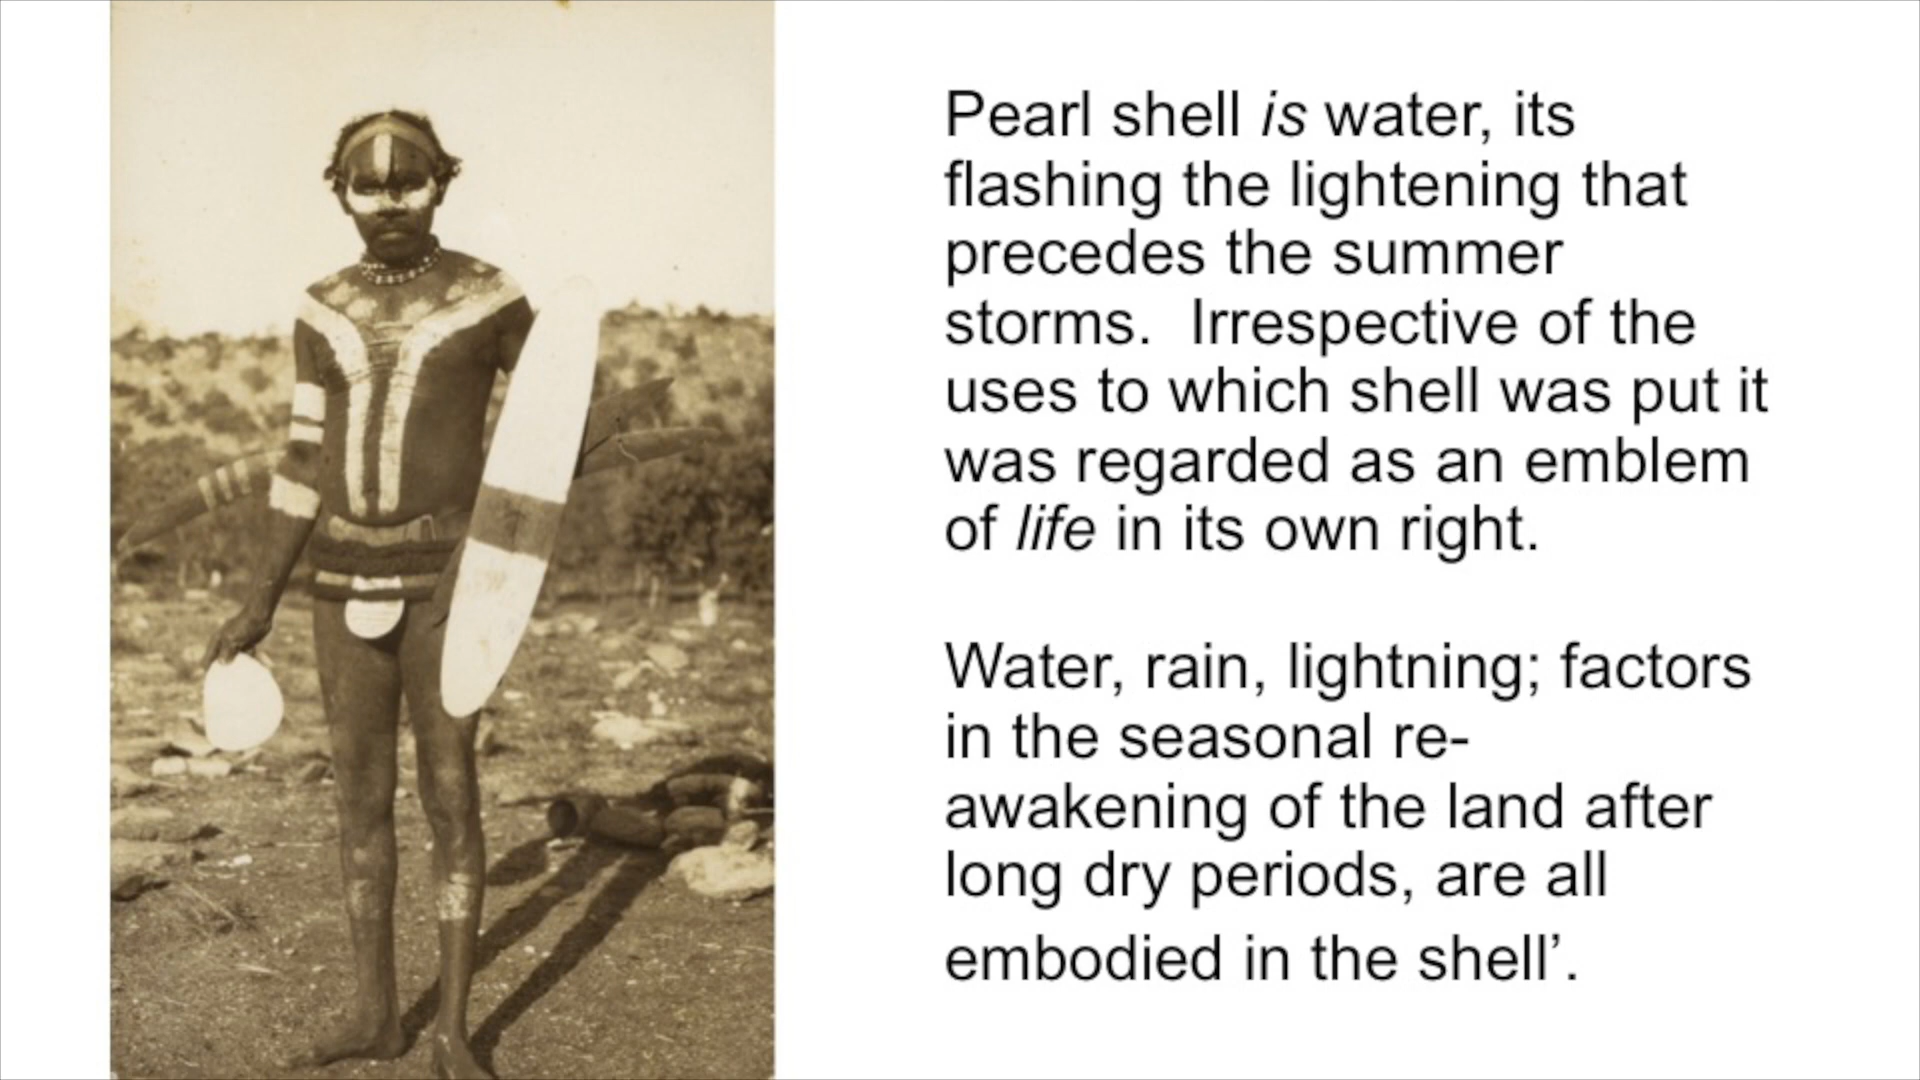 Pearl shell is water, its
flashing the lightening that
precedes the summer
storms.  Irrespective of the
uses to which shell was put it
was regarded as an emblem
of life in its own right.
Water, rain, lightning; factors
in the seasonal re-
awakening of the land after
long dry periods, are all
embodied in the shell’.